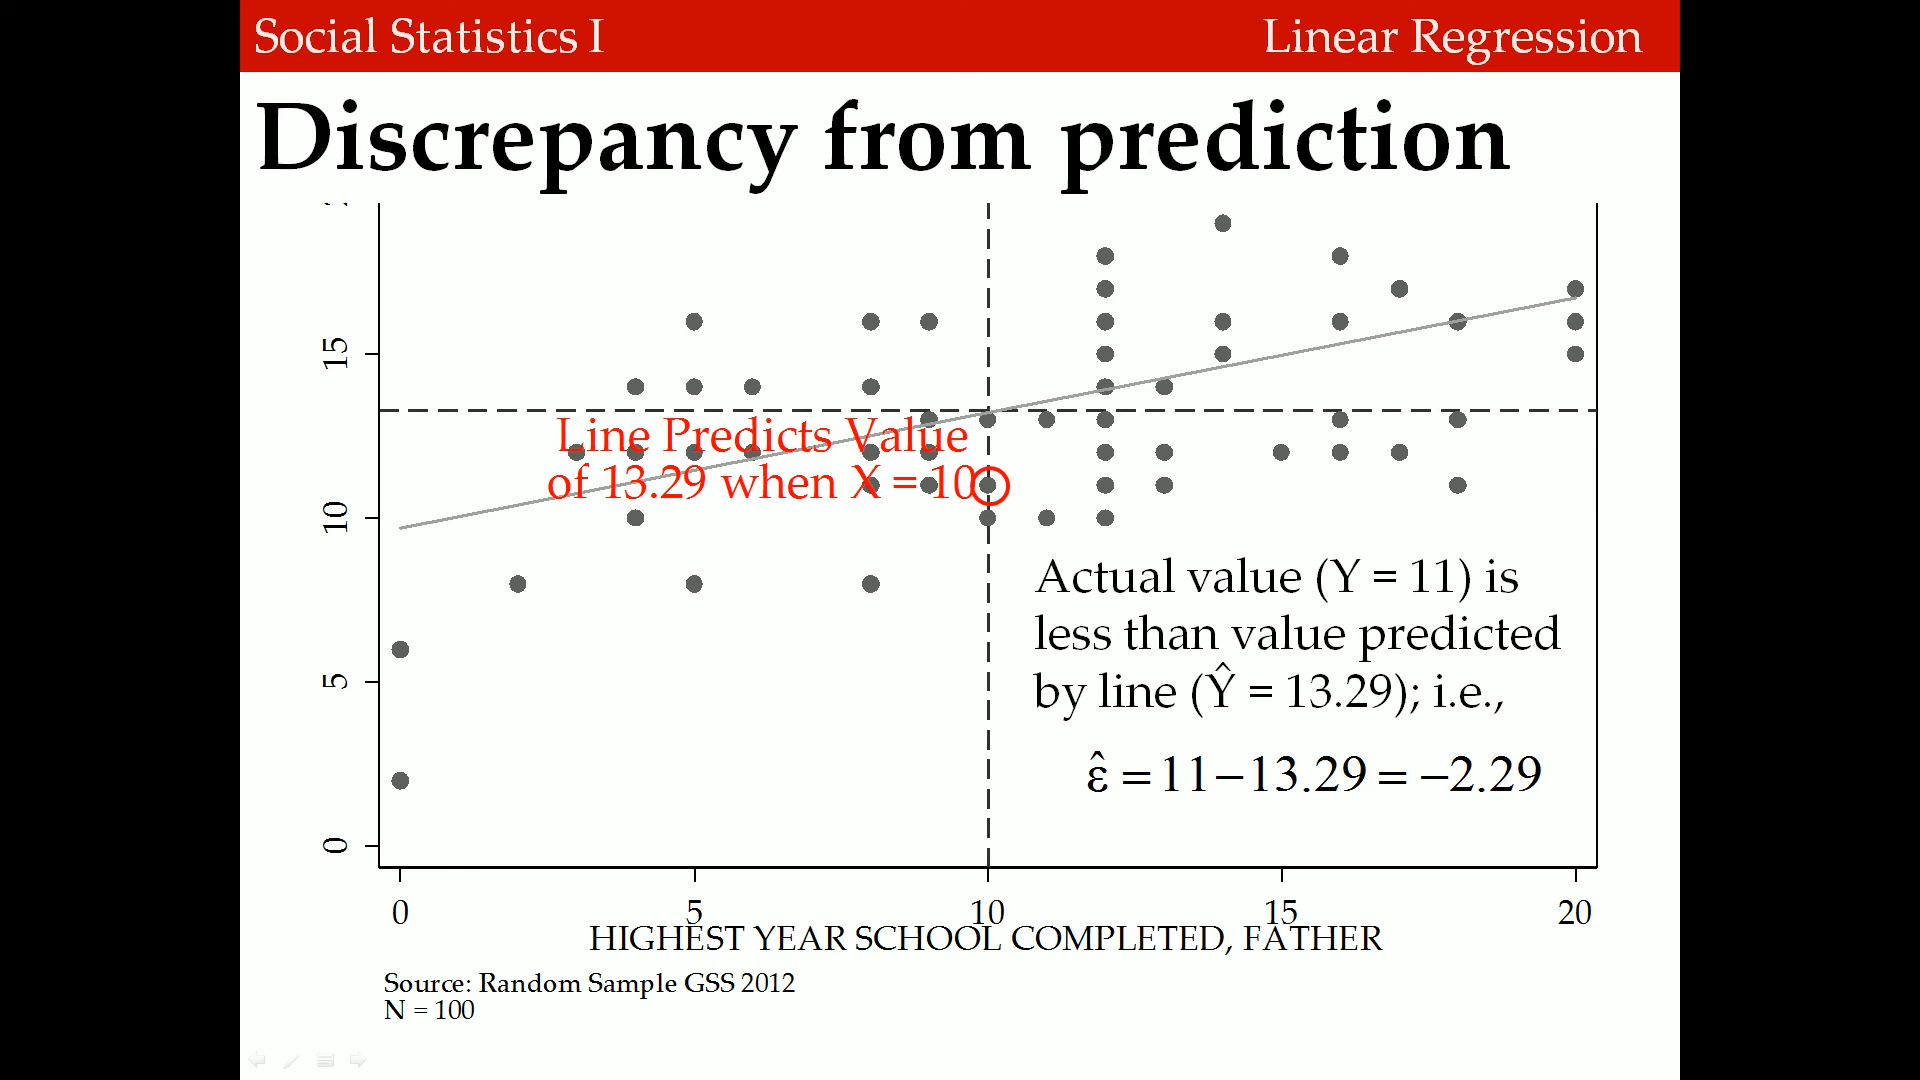 Social Statistics I
Linear Regression
Discrepancy from prediction
15
10
5
0
Line Predicts Value
of 13.29 when X = 10
Actual value (Y = 11) is
less than value predicted
by line (Ŷ = 13.29); i.e.,
ε̂ = 11−13.29 = −2.29
0 5 10 15 20
HIGHEST YEAR SCHOOL COMPLETED, FATHER
Source: Random Sample GSS 2012
N = 100